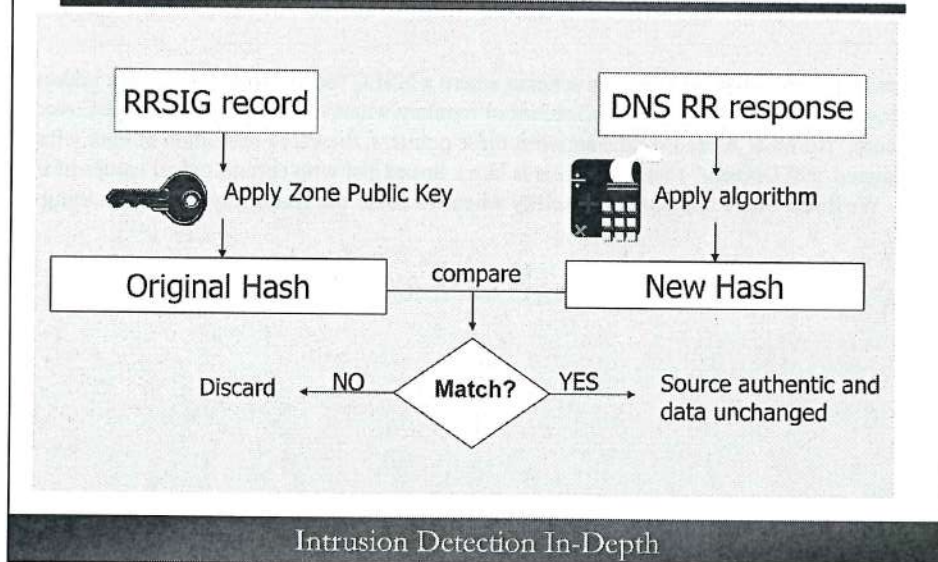 RRSIG record
DNS RR response
Apply Zone Public Key
Apply algorithm
Original Hash
compare
New Hash
Discard
NO
Match?
YES
Source authentic and
data unchanged
Intrusion Detection In-Depth